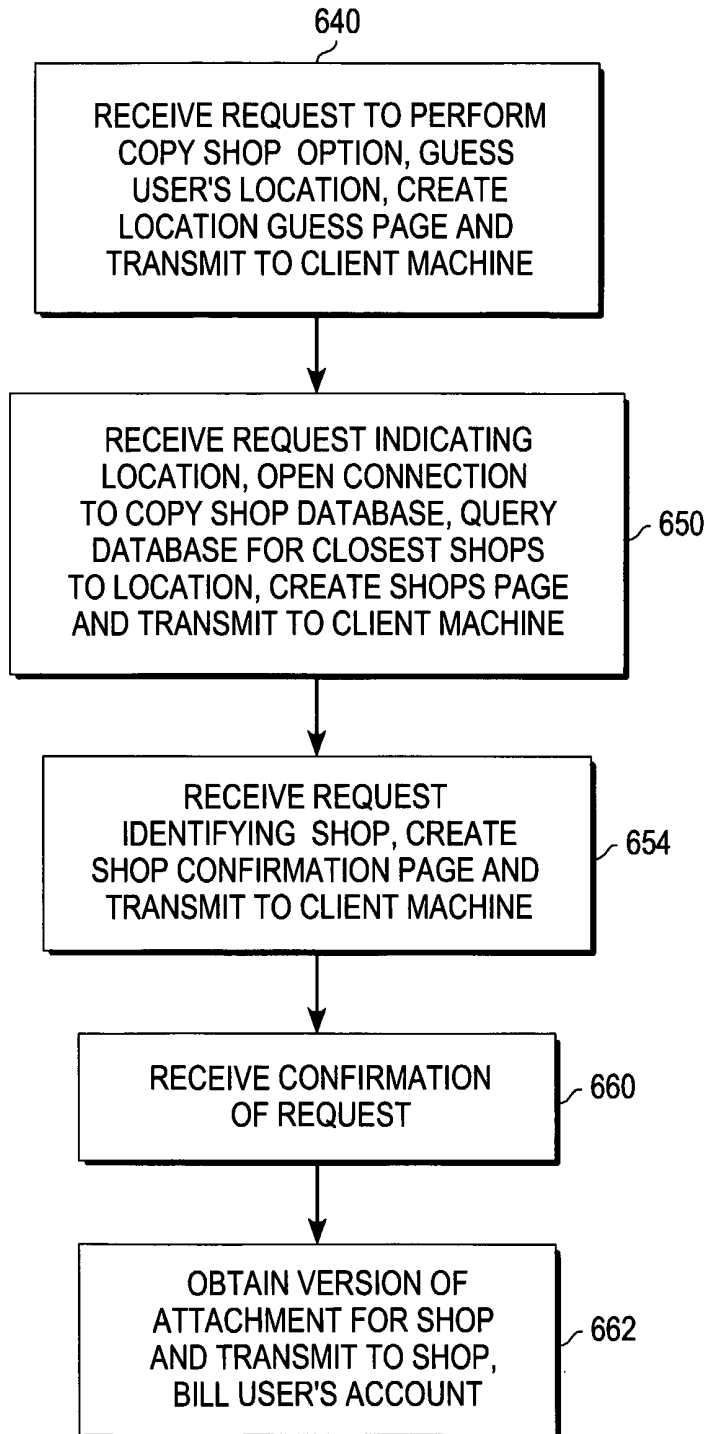 640
RECEIVE REQUEST TO PERFORM
COPY SHOP OPTION, GUESS
USER'S LOCATION, CREATE
LOCATION GUESS PAGE AND
TRANSMIT TO CLIENT MACHINE
RECEIVE REQUEST INDICATING
LOCATION, OPEN CONNECTION
TO COPY SHOP DATABASE, QUERY
DATABASE FOR CLOSEST SHOPS
TO LOCATION, CREATE SHOPS PAGE
AND TRANSMIT TO CLIENT MACHINE
650
RECEIVE REQUEST
IDENTIFYING SHOP, CREATE
SHOP CONFIRMATION PAGE AND
TRANSMIT TO CLIENT MACHINE
654
RECEIVE CONFIRMATION
OF REQUEST
660
OBTAIN VERSION OF
ATTACHMENT FOR SHOP
AND TRANSMIT TO SHOP,
BILL USER'S ACCOUNT
662